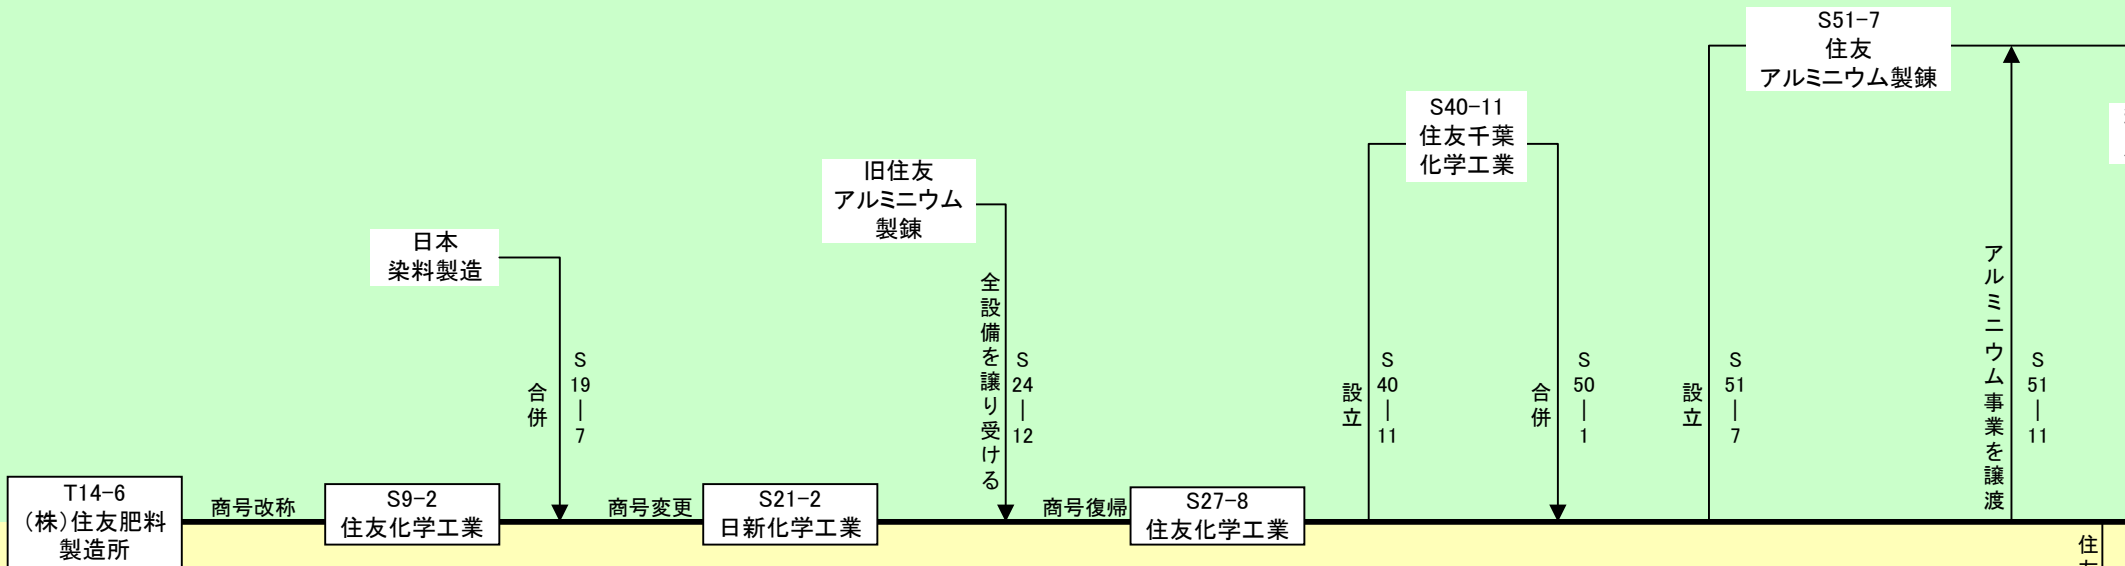 S51-7
住友
アルミニウム製錬
S40-11
住友千葉
化学工業
旧住友
アルミニウム
製錬
日本
染料製造
合併
S
19
|
7
全設備を譲り受ける
S
24
|
12
設立
S
40
|
11
合併
S
50
|
1
設立
S
51
|
7
アルミニウム事業を譲渡
S
51
|
11
T14-6
(株)住友肥料
製造所
商号改称
S9-2
住友化学工業
商号変更
S21-2
日新化学工業
商号復帰
S27-8
住友化学工業
住